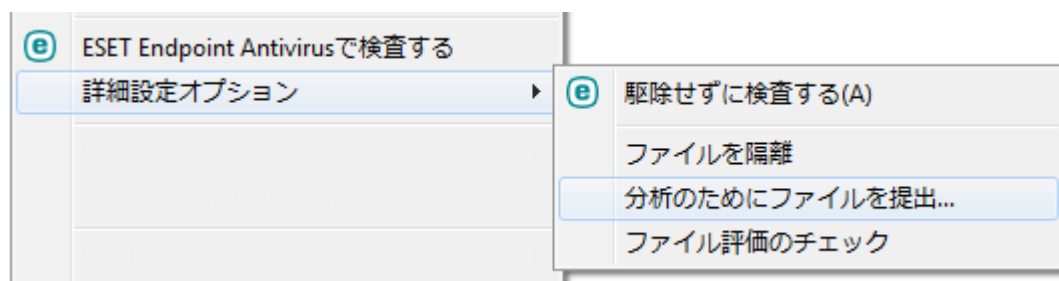 ESET Endpoint Antivirusで検査する
詳細設定オプション
駆除せずに検査する(A)
ファイルを隔離
分析のためにファイルを提出...
ファイル評価のチェック